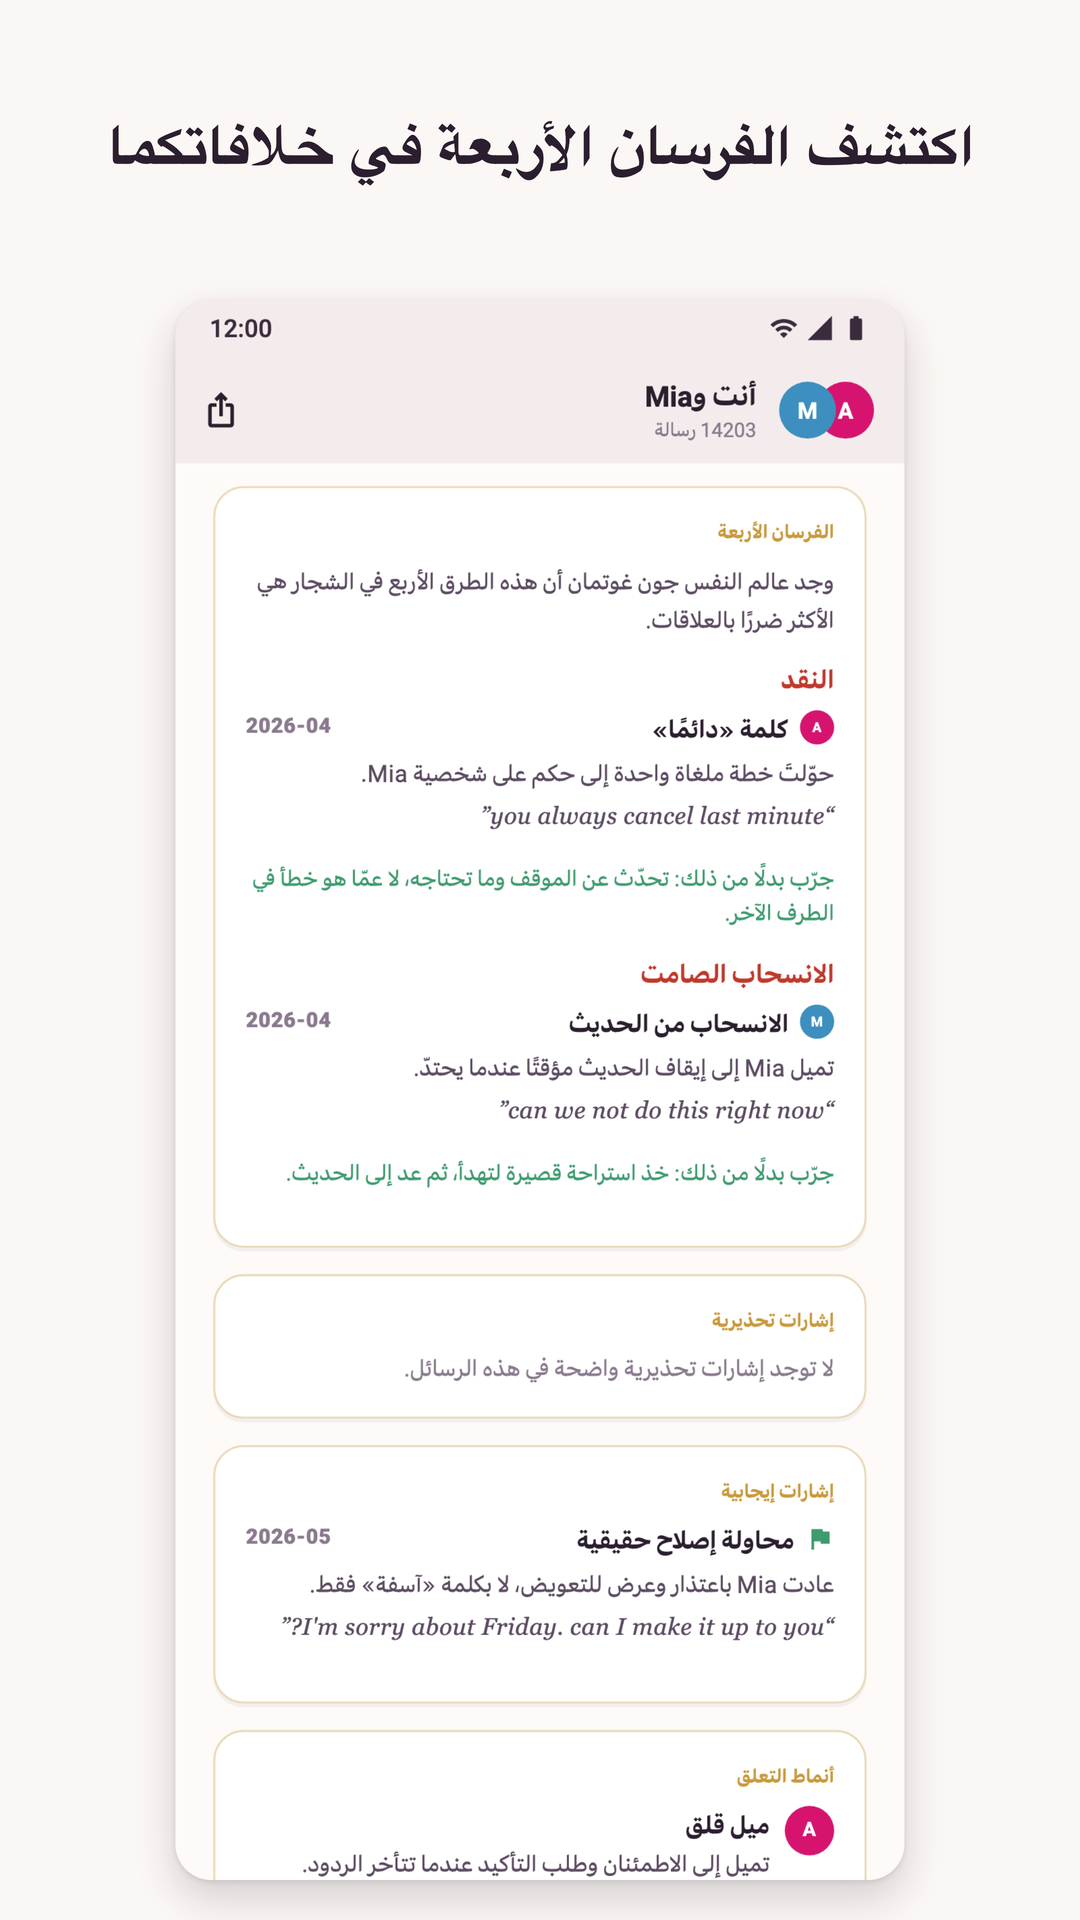 اكتشف الفرسان الأربعة في خلافاتكما
12:00
أنت وMia
14203 رسالة
M A
الفرسان الأربعة
وجد عالم النفس جون غوتمان أن هذه الطرق الأربع في الشجار هي
الأكثر ضررًا بالعلاقات.
النقد
A كلمة «دائمًا» 2026-04
حوّلتَ خطة ملغاة واحدة إلى حكم على شخصية Mia.
“you always cancel last minute”
جرّب بدلًا من ذلك: تحدّث عن الموقف وما تحتاجه، لا عمّا هو خطأ في
الطرف الآخر.
الانسحاب الصامت
M الانسحاب من الحديث 2026-04
تميل Mia إلى إيقاف الحديث مؤقتًا عندما يحتدّ.
“can we not do this right now”
جرّب بدلًا من ذلك: خذ استراحة قصيرة لتهدأ، ثم عد إلى الحديث.
إشارات تحذيرية
لا توجد إشارات تحذيرية واضحة في هذه الرسائل.
إشارات إيجابية
محاولة إصلاح حقيقية 2026-05
عادت Mia باعتذار وعرض للتعويض، لا بكلمة «آسفة» فقط.
“I'm sorry about Friday. can I make it up to you?”
أنماط التعلق
A ميل قلق
تميل إلى الاطمئنان وطلب التأكيد عندما تتأخر الردود.